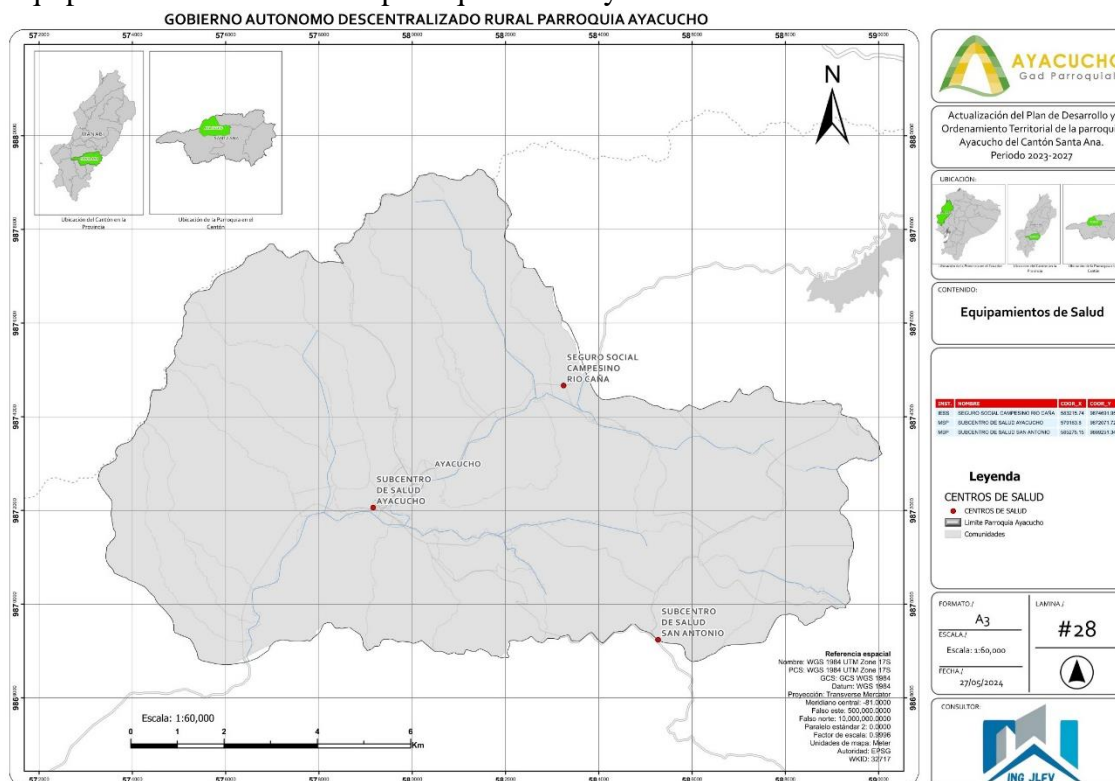 GOBIERNO AUTONOMO DESCENTRALIZADO RURAL PARROQUIA AYACUCHO
MANABI
Ubicación del Cantón en la
Provincia
Ubicación de la Parroquia en el
Cantón
N
SEGURO SOCIAL
CAMPESINO
RIO CAÑA
AYACUCHO
SUBCENTRO
DE SALUD
AYACUCHO
SUBCENTRO
DE SALUD
SAN ANTONIO
Referencia espacial
Nombre: WGS 1984 UTM Zone 17S
PCS: WGS 1984 UTM Zone 17S
GCS: GCS WGS 1984
Datum: WGS 1984
Proyección: Transverse Mercator
Meridiano central: -81.0000
Falso este: 500,000.0000
Falso norte: 10,000,000.0000
Paralelo estándar 2: 0.0000
Factor de escala: 0.9996
Unidades de mapa: Meter
Autoridad: EPSG
WKID: 32717
Escala: 1:60,000
0 1 2 4 6
Km
AYACUCHO
Gad Parroquial
Actualización del Plan de Desarrollo y
Ordenamiento Territorial de la parroqu
Ayacucho del Cantón Santa Ana.
Periodo 2023-2027
UBICACIÓN:
CONTENIDO:
Equipamientos de Salud
INST. NOMBRE COOR_X COOR_Y
IESS SEGURO SOCIAL CAMPESINO RIO CAÑA
MSP SUBCENTRO DE SALUD AYACUCHO
MSP SUBCENTRO DE SALUD SAN ANTONIO
Leyenda
CENTROS DE SALUD
CENTROS DE SALUD
Limite Parroquia Ayacucho
Comunidades
FORMATO/
A3
ESCALA/
Escala: 1:60,000
FECHA/
27/05/2024
LAMINA/
#28
CONSULTOR:
ING JLFV